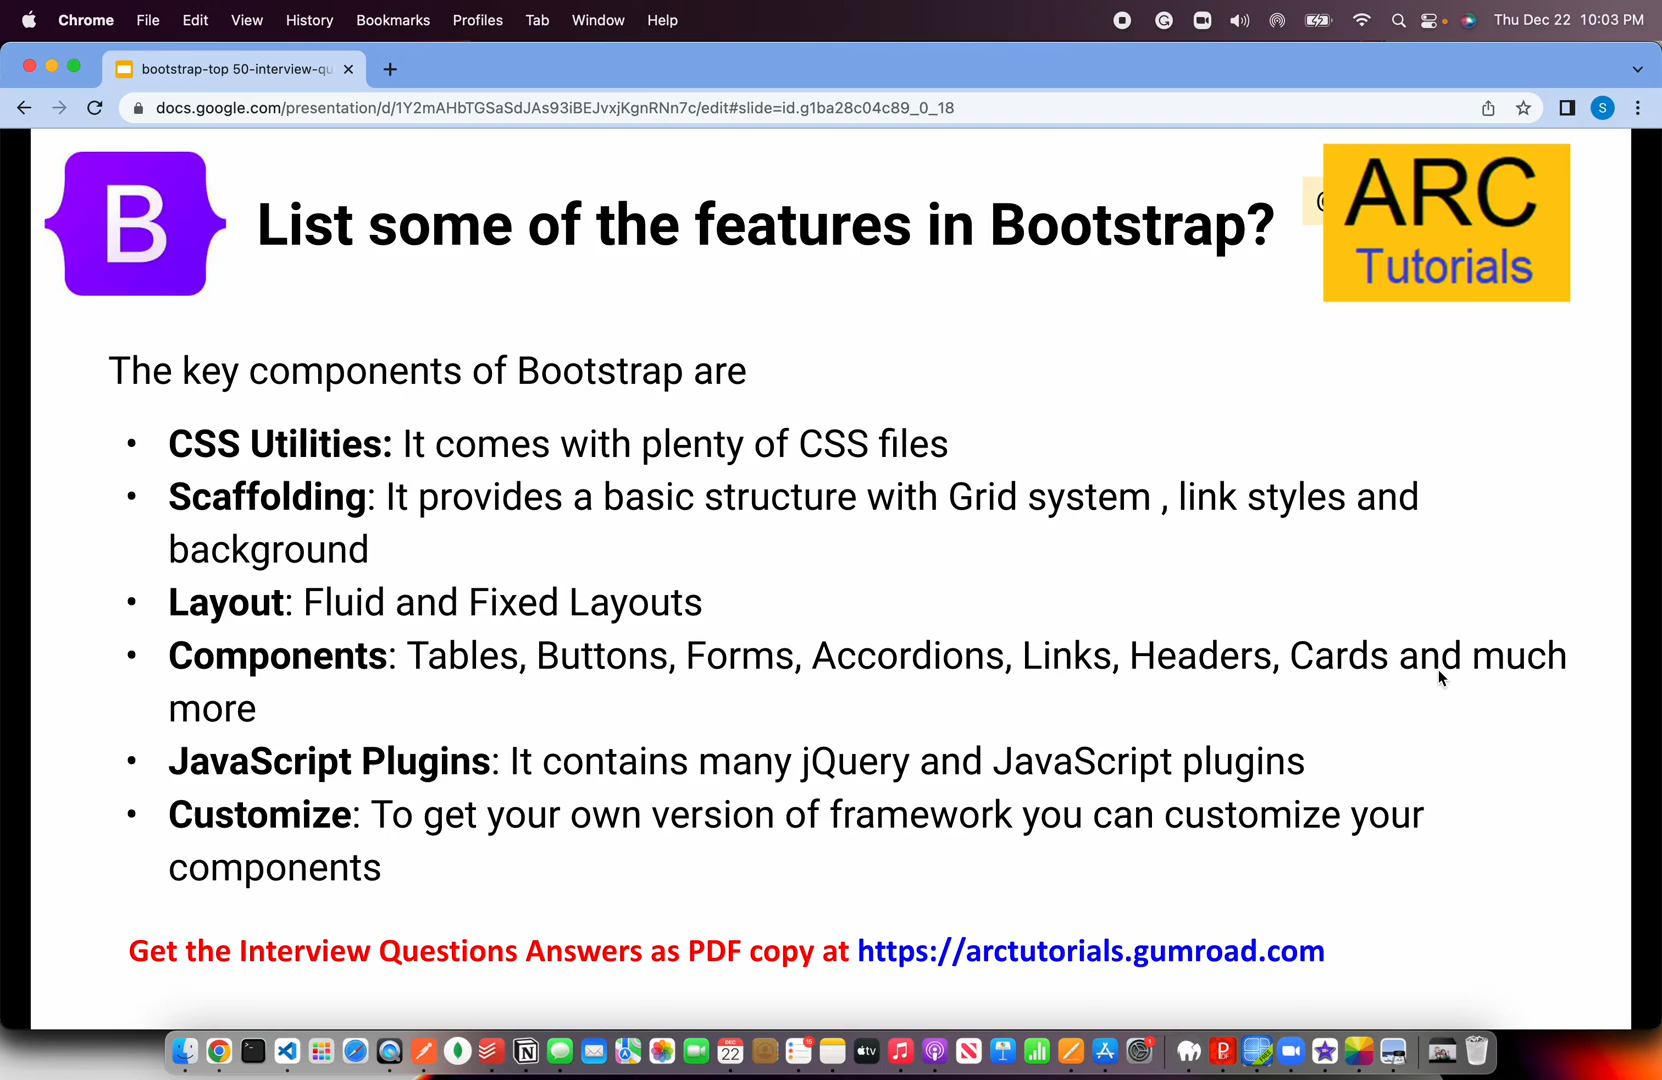 Chrome File Edit View History Bookmarks Profiles Tab Window Help Thu Dec 22 10:03 PM
bootstrap-top 50-interview-qu
docs.google.com/presentation/d/1Y2mAHbTGSaSdJAs93iBEJvxjKgnRNn7c/edit#slide=id.g1ba28c04c89_0_18
S
B
List some of the features in Bootstrap?
ARC
Tutorials
The key components of Bootstrap are
• CSS Utilities: It comes with plenty of CSS files
• Scaffolding: It provides a basic structure with Grid system , link styles and
background
• Layout: Fluid and Fixed Layouts
• Components: Tables, Buttons, Forms, Accordions, Links, Headers, Cards and much
more
• JavaScript Plugins: It contains many jQuery and JavaScript plugins
• Customize: To get your own version of framework you can customize your
components
Get the Interview Questions Answers as PDF copy at https://arctutorials.gumroad.com
DEC
22
tv